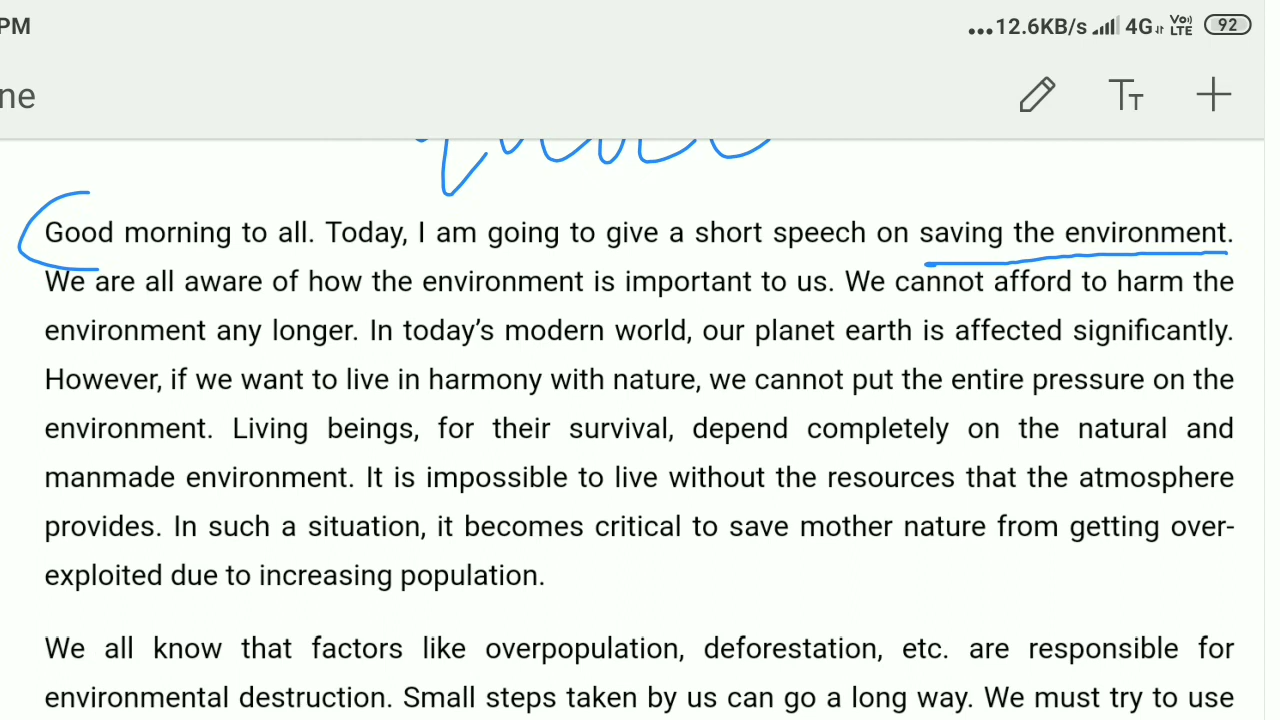 PM ...12.6KB/s 4G Vo) LTE 92
ne TT +
Good morning to all. Today, I am going to give a short speech on saving the environment.
We are all aware of how the environment is important to us. We cannot afford to harm the
environment any longer. In today’s modern world, our planet earth is affected significantly.
However, if we want to live in harmony with nature, we cannot put the entire pressure on the
environment. Living beings, for their survival, depend completely on the natural and
manmade environment. It is impossible to live without the resources that the atmosphere
provides. In such a situation, it becomes critical to save mother nature from getting over-
exploited due to increasing population.
We all know that factors like overpopulation, deforestation, etc. are responsible for
environmental destruction. Small steps taken by us can go a long way. We must try to use